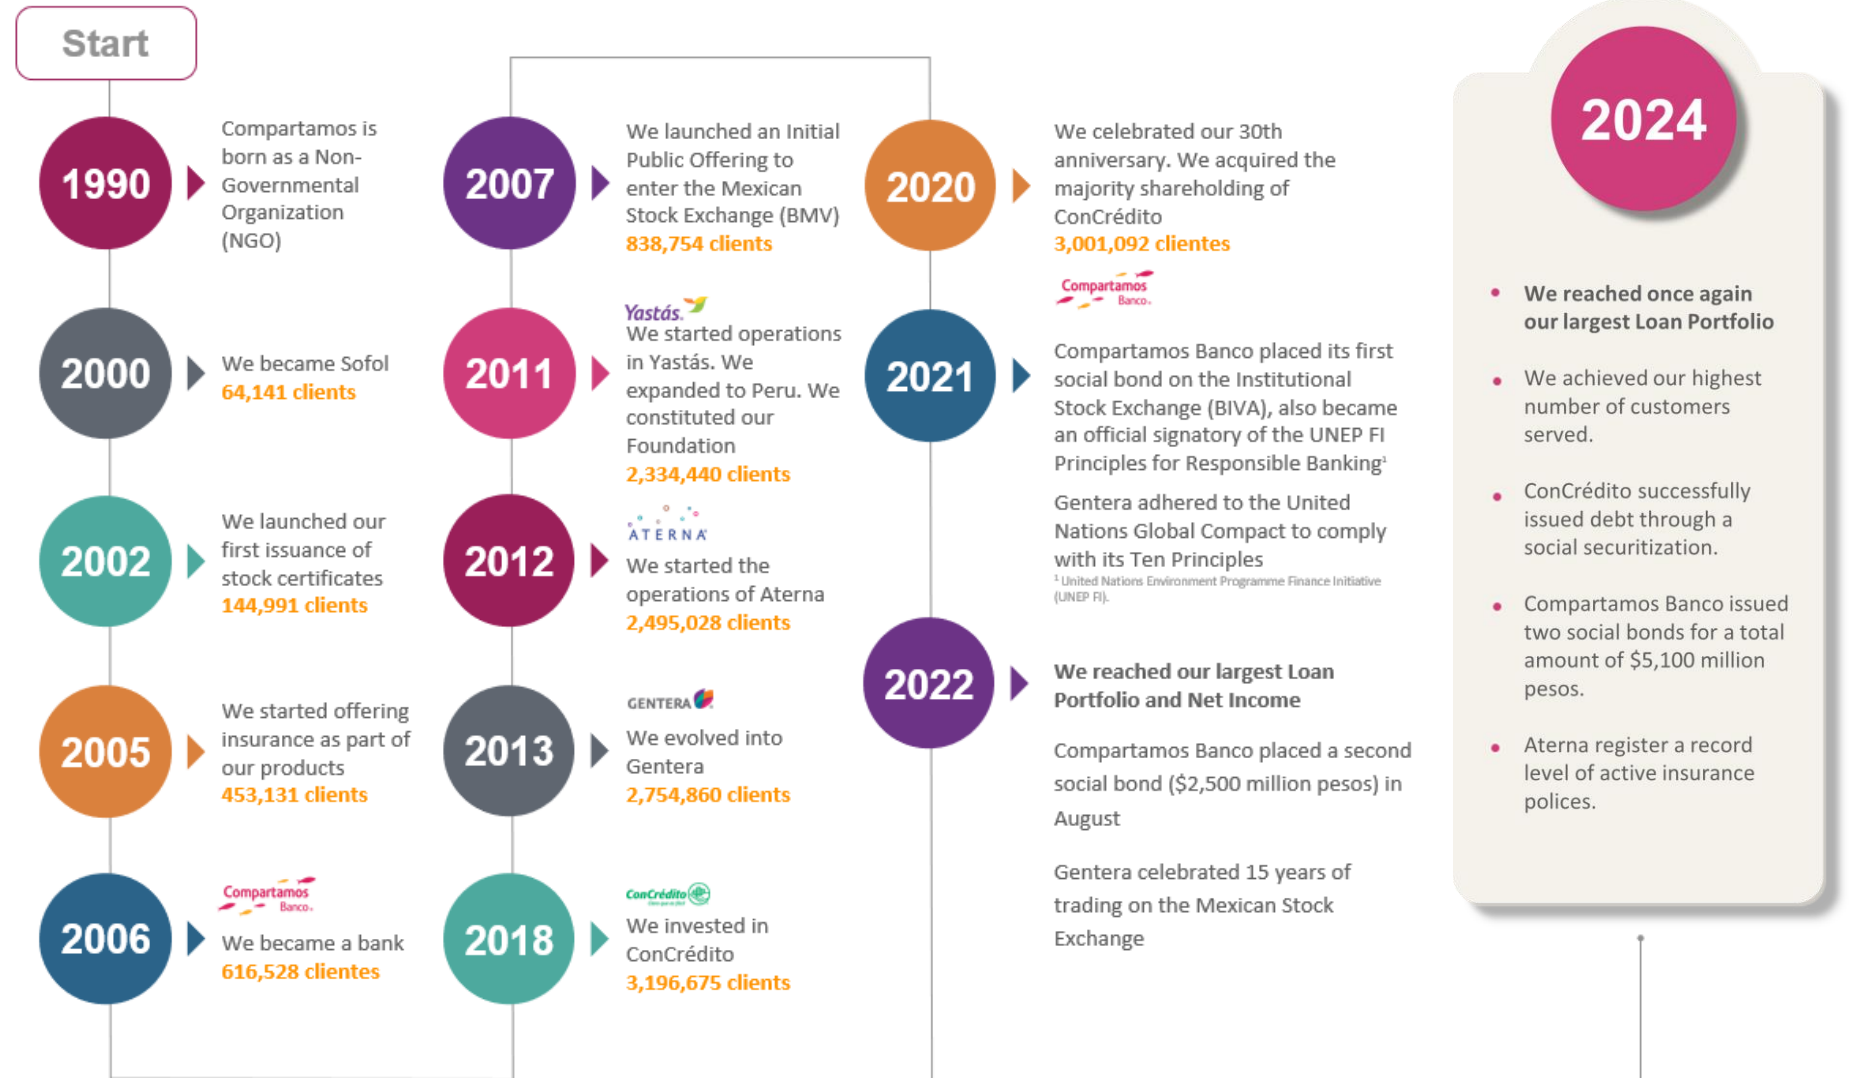 Start
1990
Compartamos is
born as a Non-
Governmental
Organization
(NGO)
2000
We became Sofol
64,141 clients
2002
We launched our
first issuance of
stock certificates
144,991 clients
2005
We started offering
insurance as part of
our products
453,131 clients
2006
Compartamos
Banco.
We became a bank
616,528 clientes
2007
We launched an Initial
Public Offering to
enter the Mexican
Stock Exchange (BMV)
838,754 clients
2011
Yastás.
We started operations
in Yastás. We
expanded to Peru. We
constituted our
Foundation
2,334,440 clients
2012
ATERNA
We started the
operations of Aterna
2,495,028 clients
2013
GENTERA
We evolved into
Gentera
2,754,860 clients
2018
ConCrédito
We invested in
ConCrédito
3,196,675 clients
2020
We celebrated our 30th
anniversary. We acquired the
majority shareholding of
ConCrédito
3,001,092 clientes
2021
Compartamos
Banco.
Compartamos Banco placed its first
social bond on the Institutional
Stock Exchange (BIVA), also became
an official signatory of the UNEP FI
Principles for Responsible Banking¹
Gentera adhered to the United
Nations Global Compact to comply
with its Ten Principles
¹ United Nations Environment Programme Finance Initiative
(UNEP FI).
2022
We reached our largest Loan
Portfolio and Net Income
Compartamos Banco placed a second
social bond ($2,500 million pesos) in
August
Gentera celebrated 15 years of
trading on the Mexican Stock
Exchange
2024
• We reached once again
our largest Loan Portfolio
• We achieved our highest
number of customers
served.
• ConCrédito successfully
issued debt through a
social securitization.
• Compartamos Banco issued
two social bonds for a total
amount of $5,100 million
pesos.
• Aterna register a record
level of active insurance
polices.